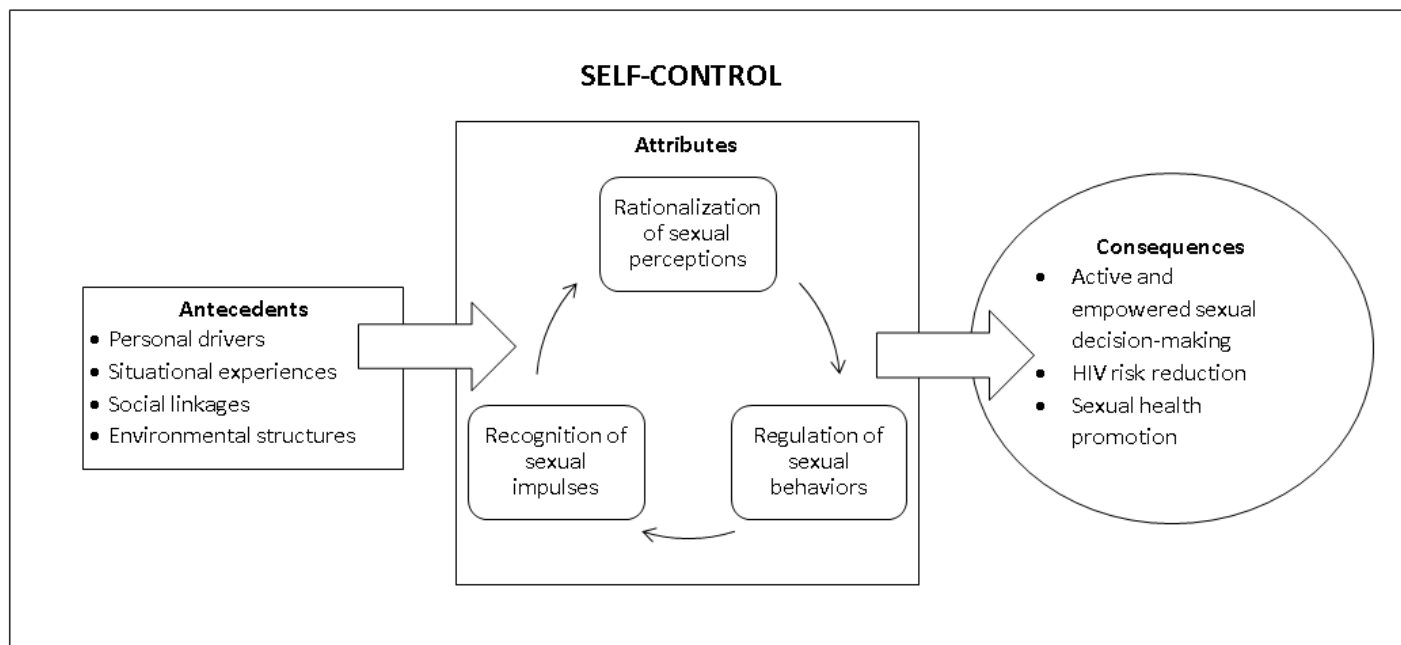 SELF-CONTROL
Antecedents
• Personal drivers
• Situational experiences
• Social linkages
• Environmental structures
Attributes
Rationalization
of sexual
perceptions
Recognition of
sexual
impulses
Regulation of
sexual
behaviors
Consequences
• Active and
empowered sexual
decision-making
• HIV risk reduction
• Sexual health
promotion